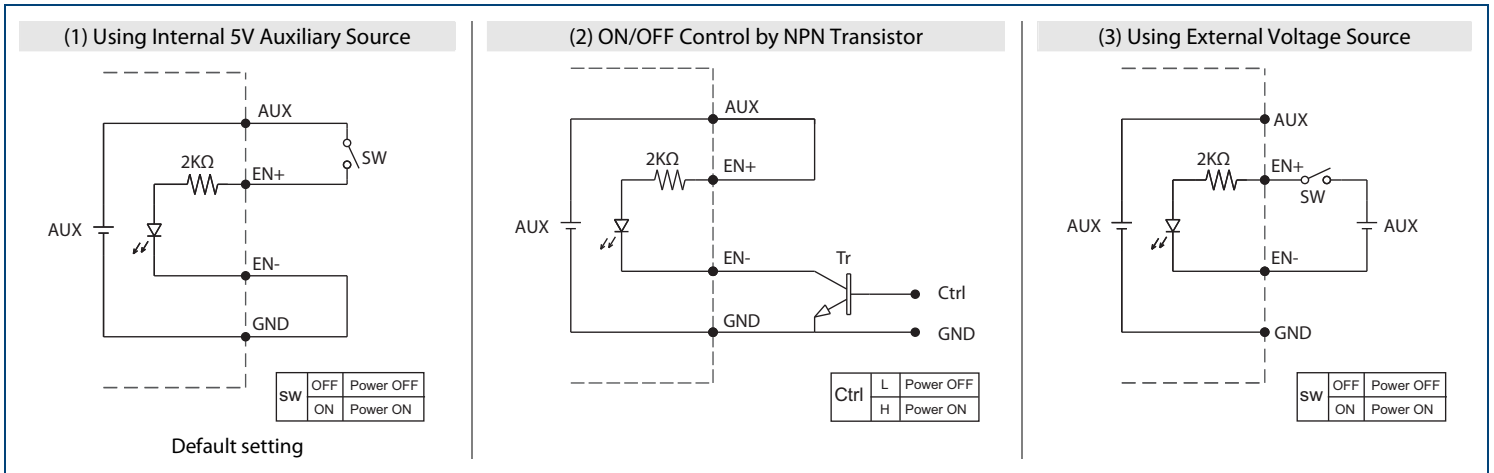 (1) Using Internal 5V Auxiliary Source
AUX
SW
2KΩ
EN+
AUX
EN-
GND
SW OFF Power OFF
ON Power ON
Default setting
(2) ON/OFF Control by NPN Transistor
AUX
2KΩ
EN+
AUX
EN-
Tr
Ctrl
GND
GND
Ctrl L Power OFF
H Power ON
(3) Using External Voltage Source
AUX
2KΩ
EN+
SW
AUX
AUX
EN-
GND
SW OFF Power OFF
ON Power ON